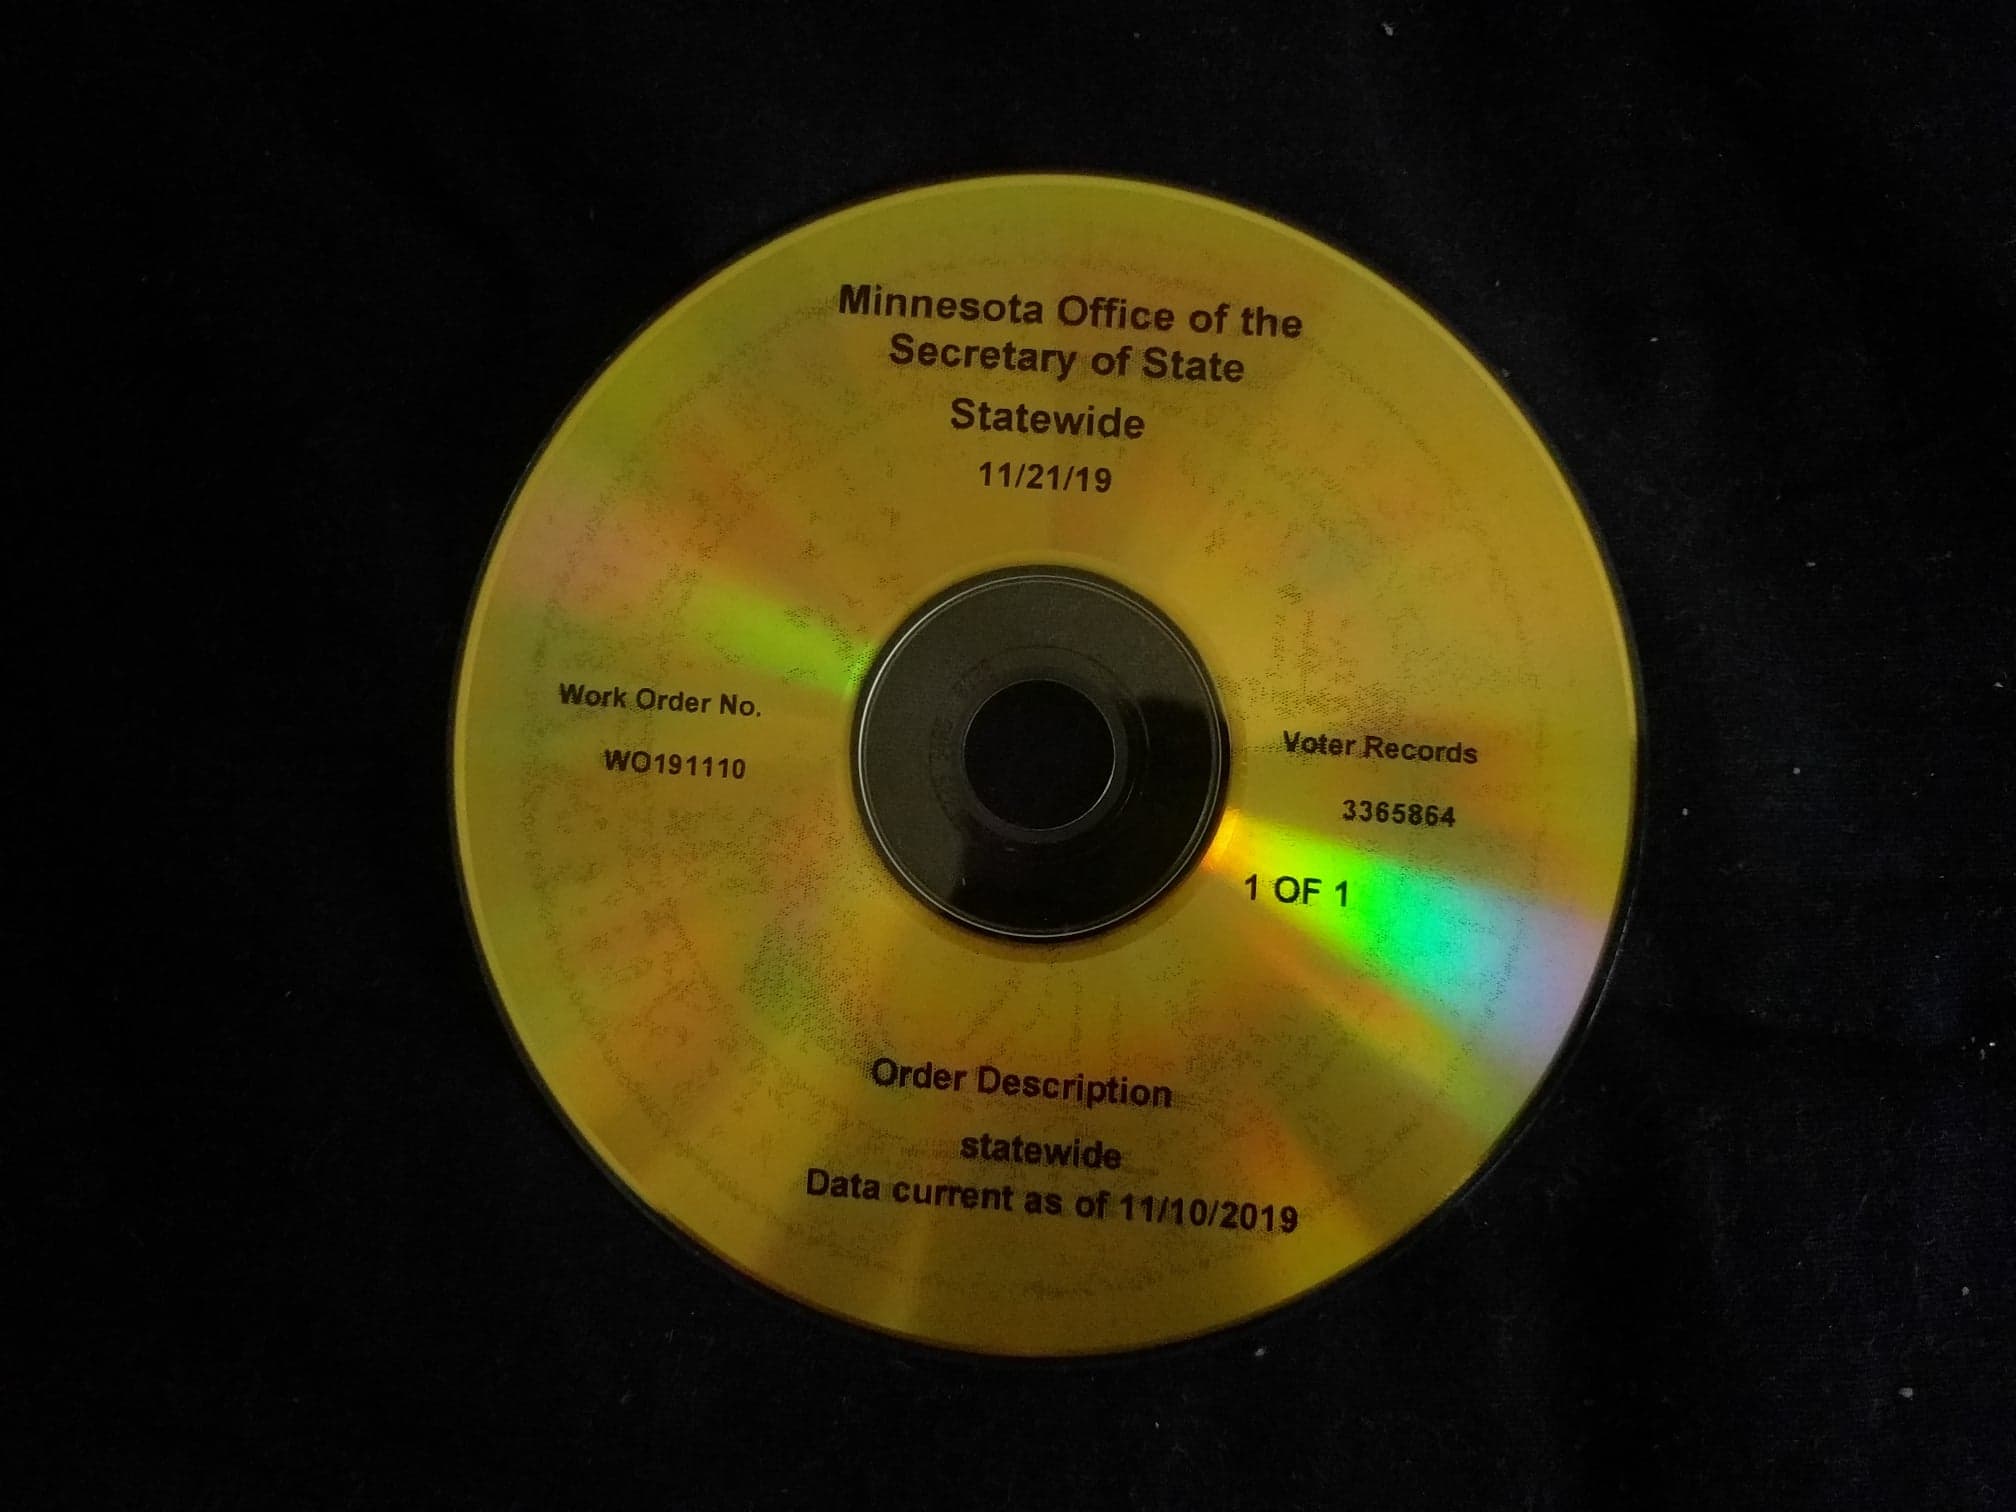 Minnesota Office of the
Secretary of State
Statewide
11/21/19
Work Order No.
WO191110
Voter Records
3365864
1 OF 1
Order Description
statewide
Data current as of 11/10/2019